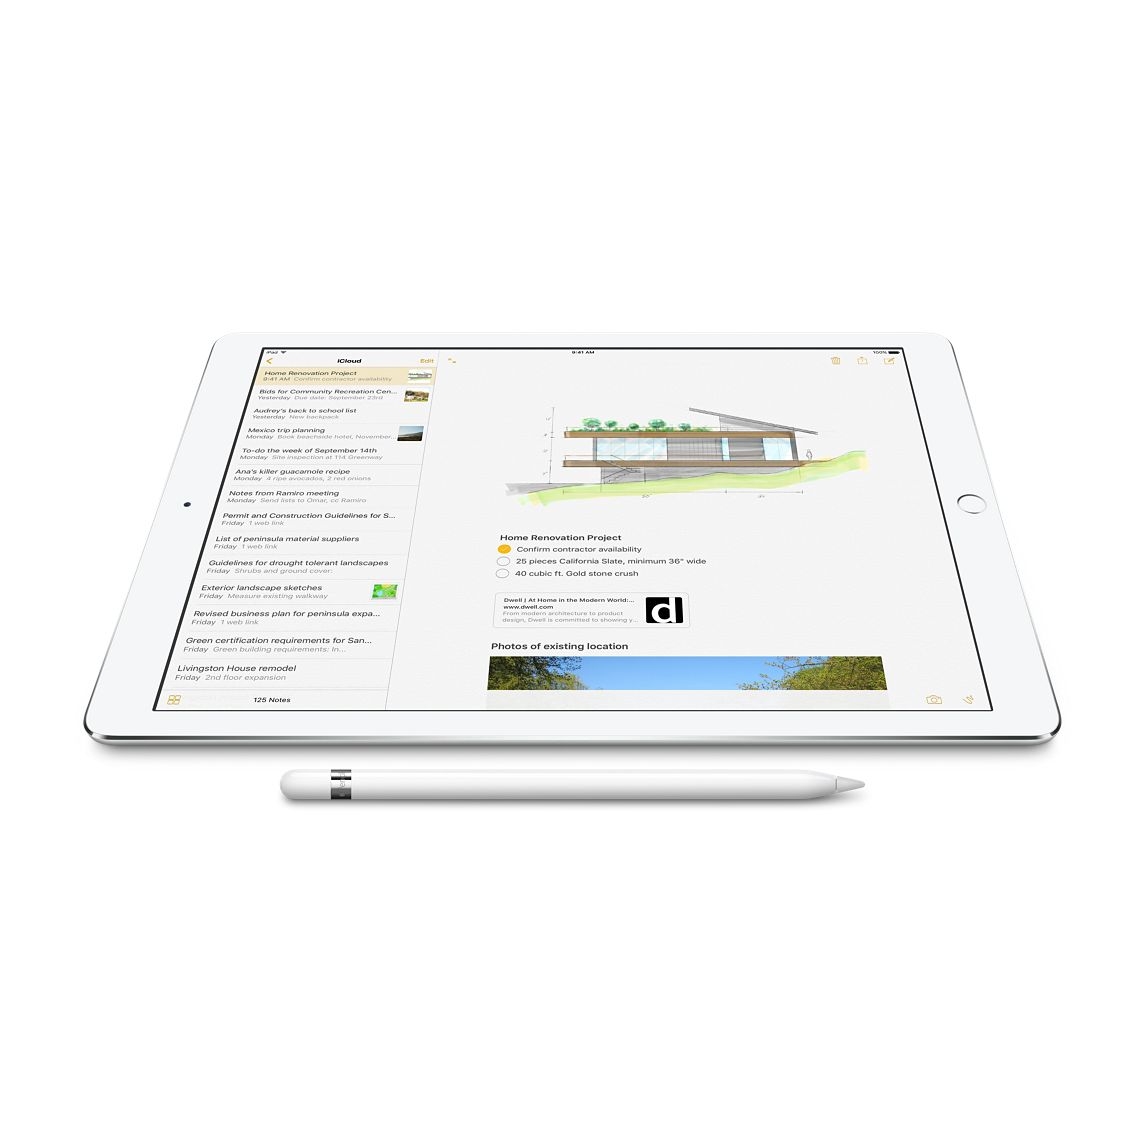 iPad
9:41 AM
100%
iCloud
Edit
Home Renovation Project
9:41 AM Confirm contractor availability
Bids for Community Recreation Cen...
Yesterday Due date: September 23rd
Audrey's back to school list
Yesterday New backpack
Mexico trip planning
Monday Book beachside hotel, November...
To-do the week of September 14th
Monday Site inspection at 114 Greenway
Ana's killer guacamole recipe
Monday 4 ripe avocados, 2 red onions
Notes from Ramiro meeting
Monday Send lists to Omar, cc Ramiro
Permit and Construction Guidelines for S...
Friday 1 web link
List of peninsula material suppliers
Friday 1 web link
Guidelines for drought tolerant landscapes
Friday Shrubs and ground cover:
Exterior landscape sketches
Friday Measure existing walkway
Revised business plan for peninsula expa...
Friday 1 web link
Green certification requirements for San...
Friday Green building requirements: In...
Livingston House remodel
Friday 2nd floor expansion
125 Notes
Home Renovation Project
Confirm contractor availability
25 pieces California Slate, minimum 36" wide
40 cubic ft. Gold stone crush
Dwell | At Home in the Modern World:...
www.dwell.com
From modern architecture to product
design, Dwell is committed to showing y...
d
Photos of existing location